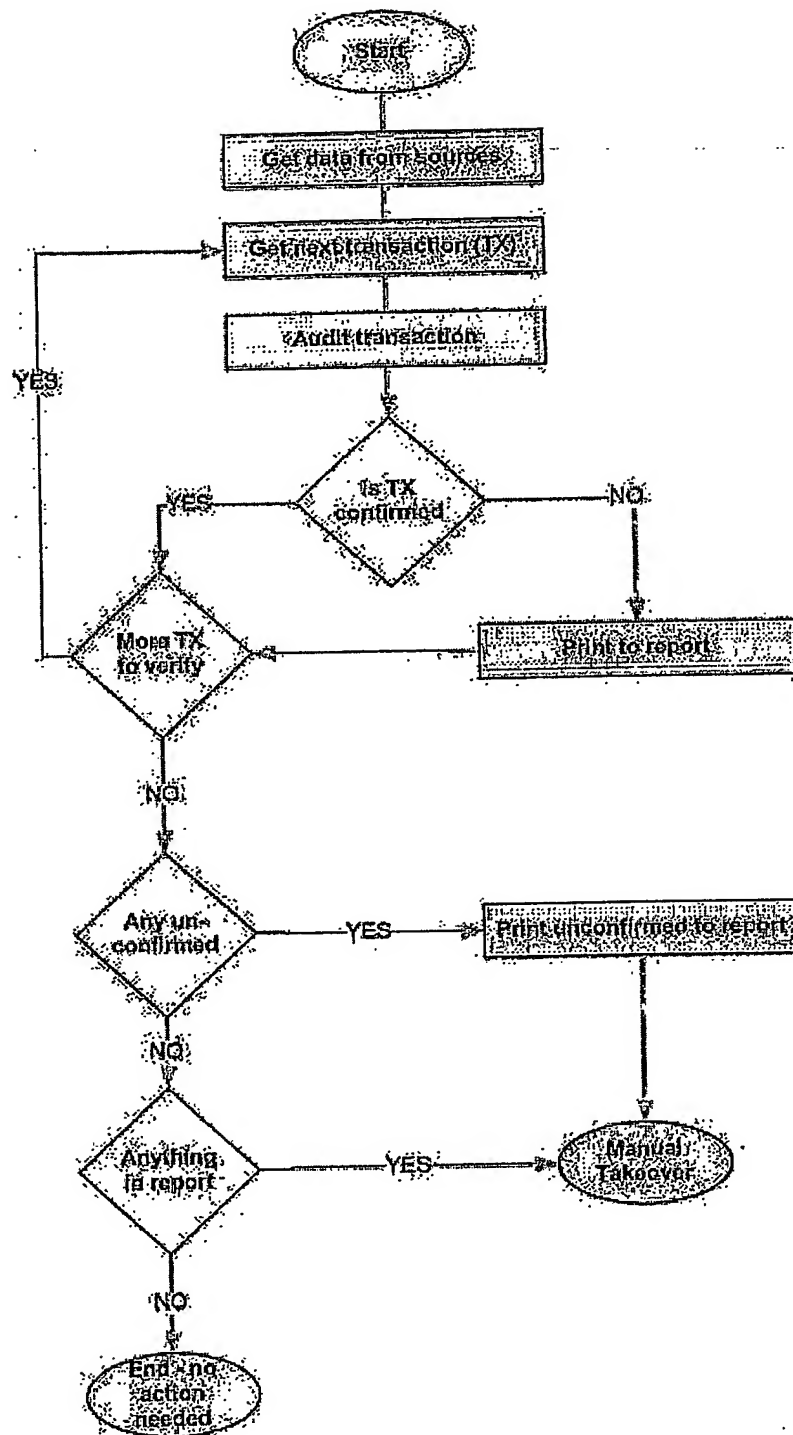 Start
Get data from sources
Get next transaction (TX)
Audit transaction
YES
Is TX
confirmed
YES
NO
More TX
to verify
Print to report
NO
Any un-
confirmed
YES
Print unconfirmed to report
NO
Anything
in report
YES
Manual
Takeover
NO
End - no
action
needed